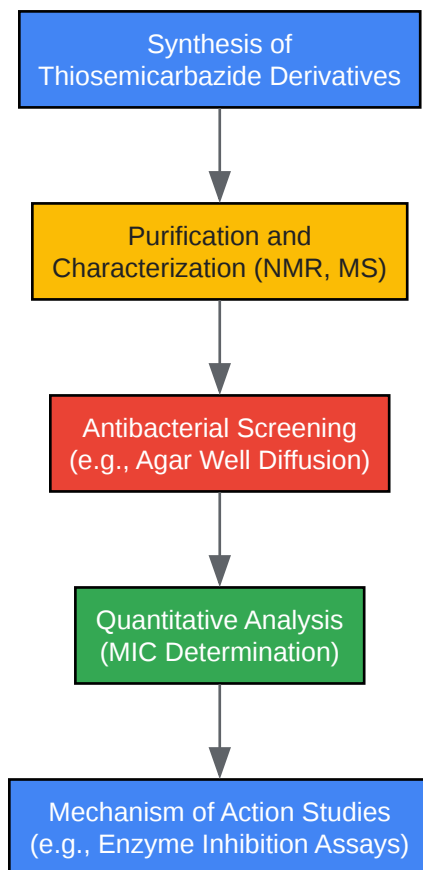 Synthesis of
Thiosemicarbazide Derivatives
Purification and
Characterization (NMR, MS)
Antibacterial Screening
(e.g., Agar Well Diffusion)
Quantitative Analysis
(MIC Determination)
Mechanism of Action Studies
(e.g., Enzyme Inhibition Assays)